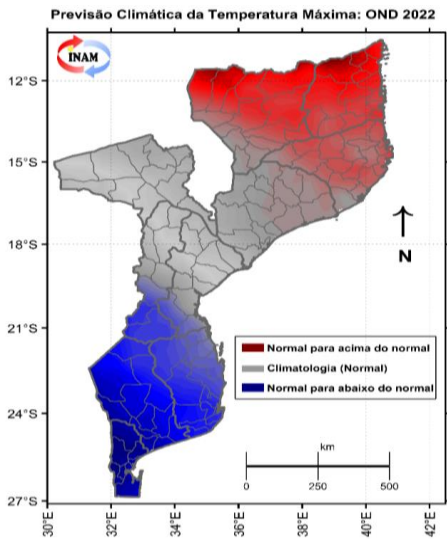 Previsão Climática da Temperatura Máxima: OND 2022
INAM
12°S
15°S
18°S
21°S
24°S
27°S
N
Normal para acima do normal
Climatologia (Normal)
Normal para abaixo do normal
km
0 250 500
30°E 32°E 34°E 36°E 38°E 40°E 42°E